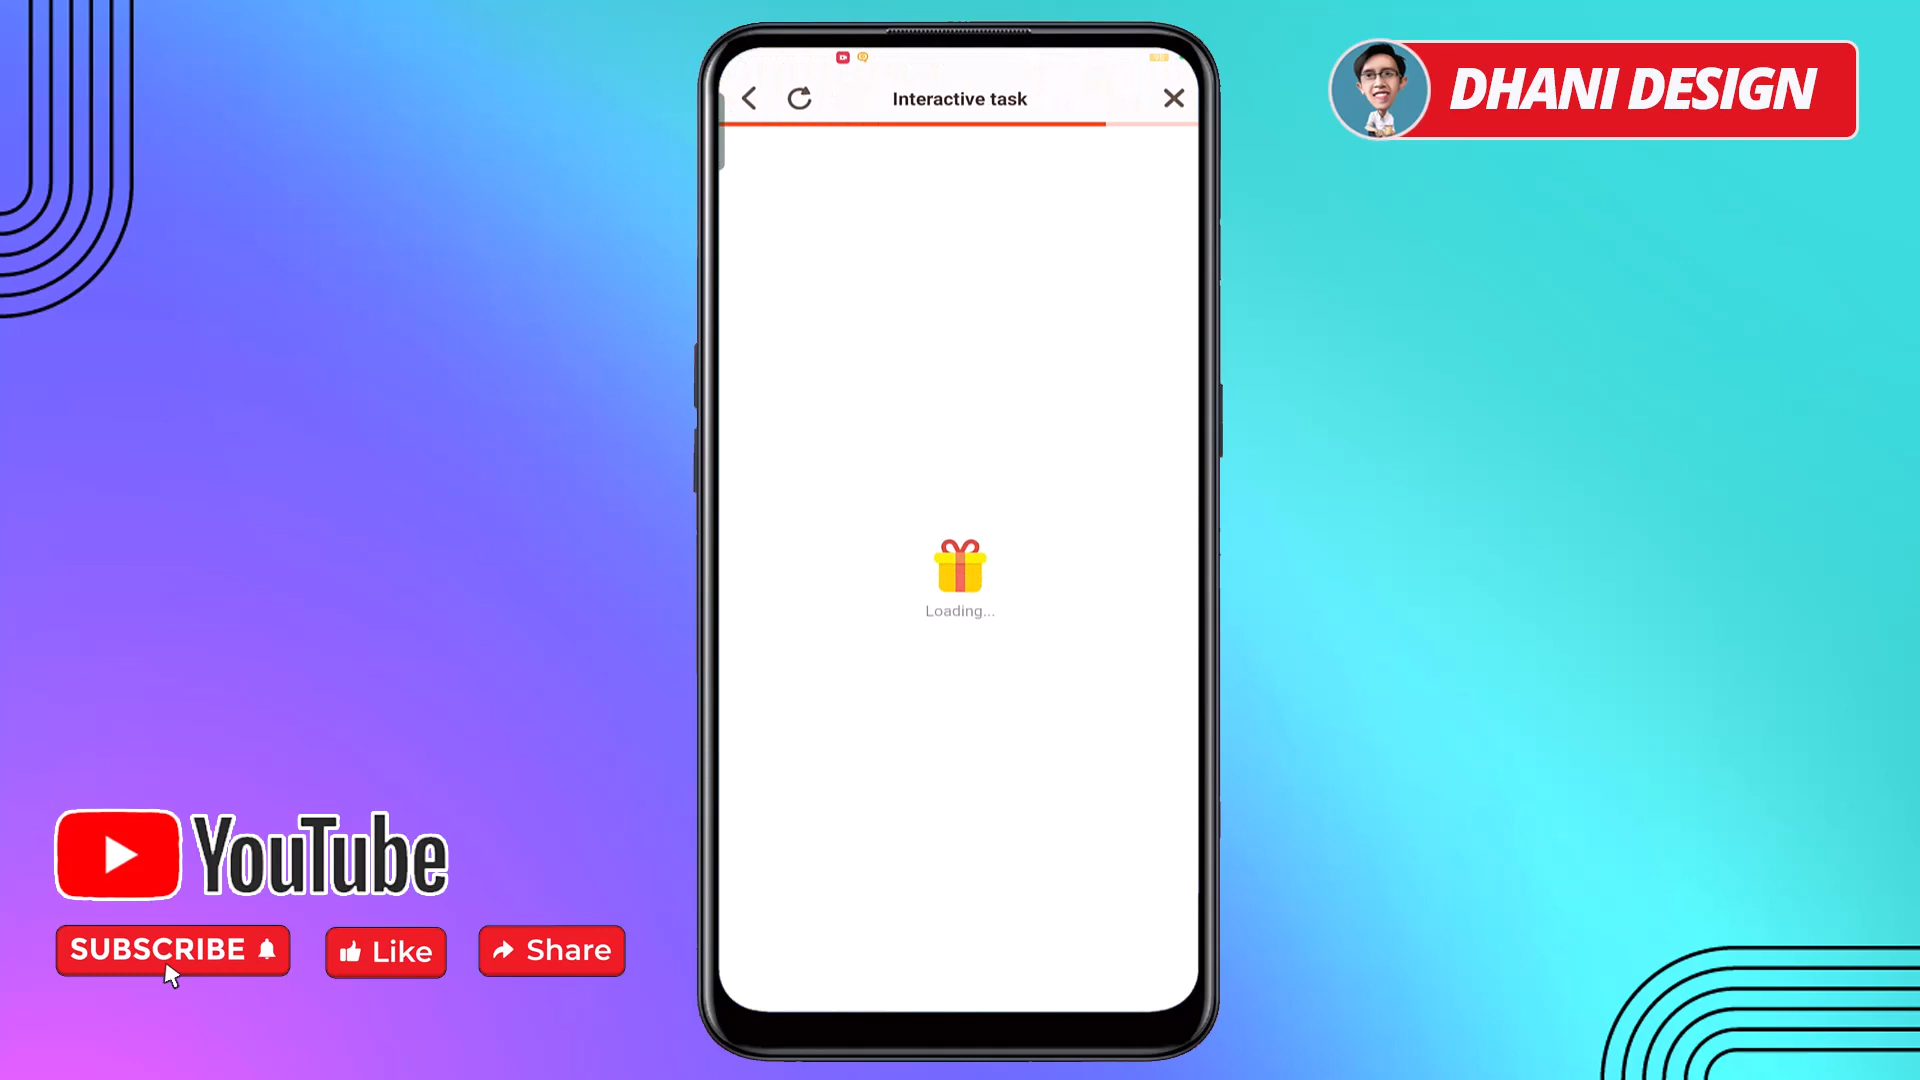 Interactive task
DHANI DESIGN
Loading...
YouTube
SUBSCRIBE
Like
Share